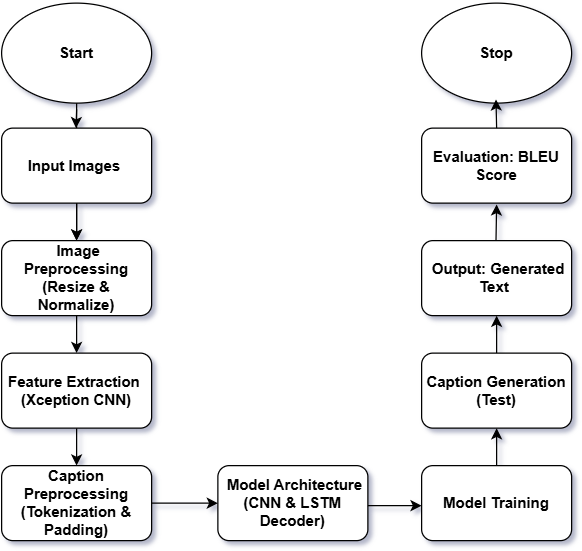 Start
Input Images
Image
Preprocessing
(Resize &
Normalize)
Feature Extraction
(Xception CNN)
Caption
Preprocessing
(Tokenization &
Padding)
Model Architecture
(CNN & LSTM
Decoder)
Model Training
Caption Generation
(Test)
Output: Generated
Text
Evaluation: BLEU
Score
Stop